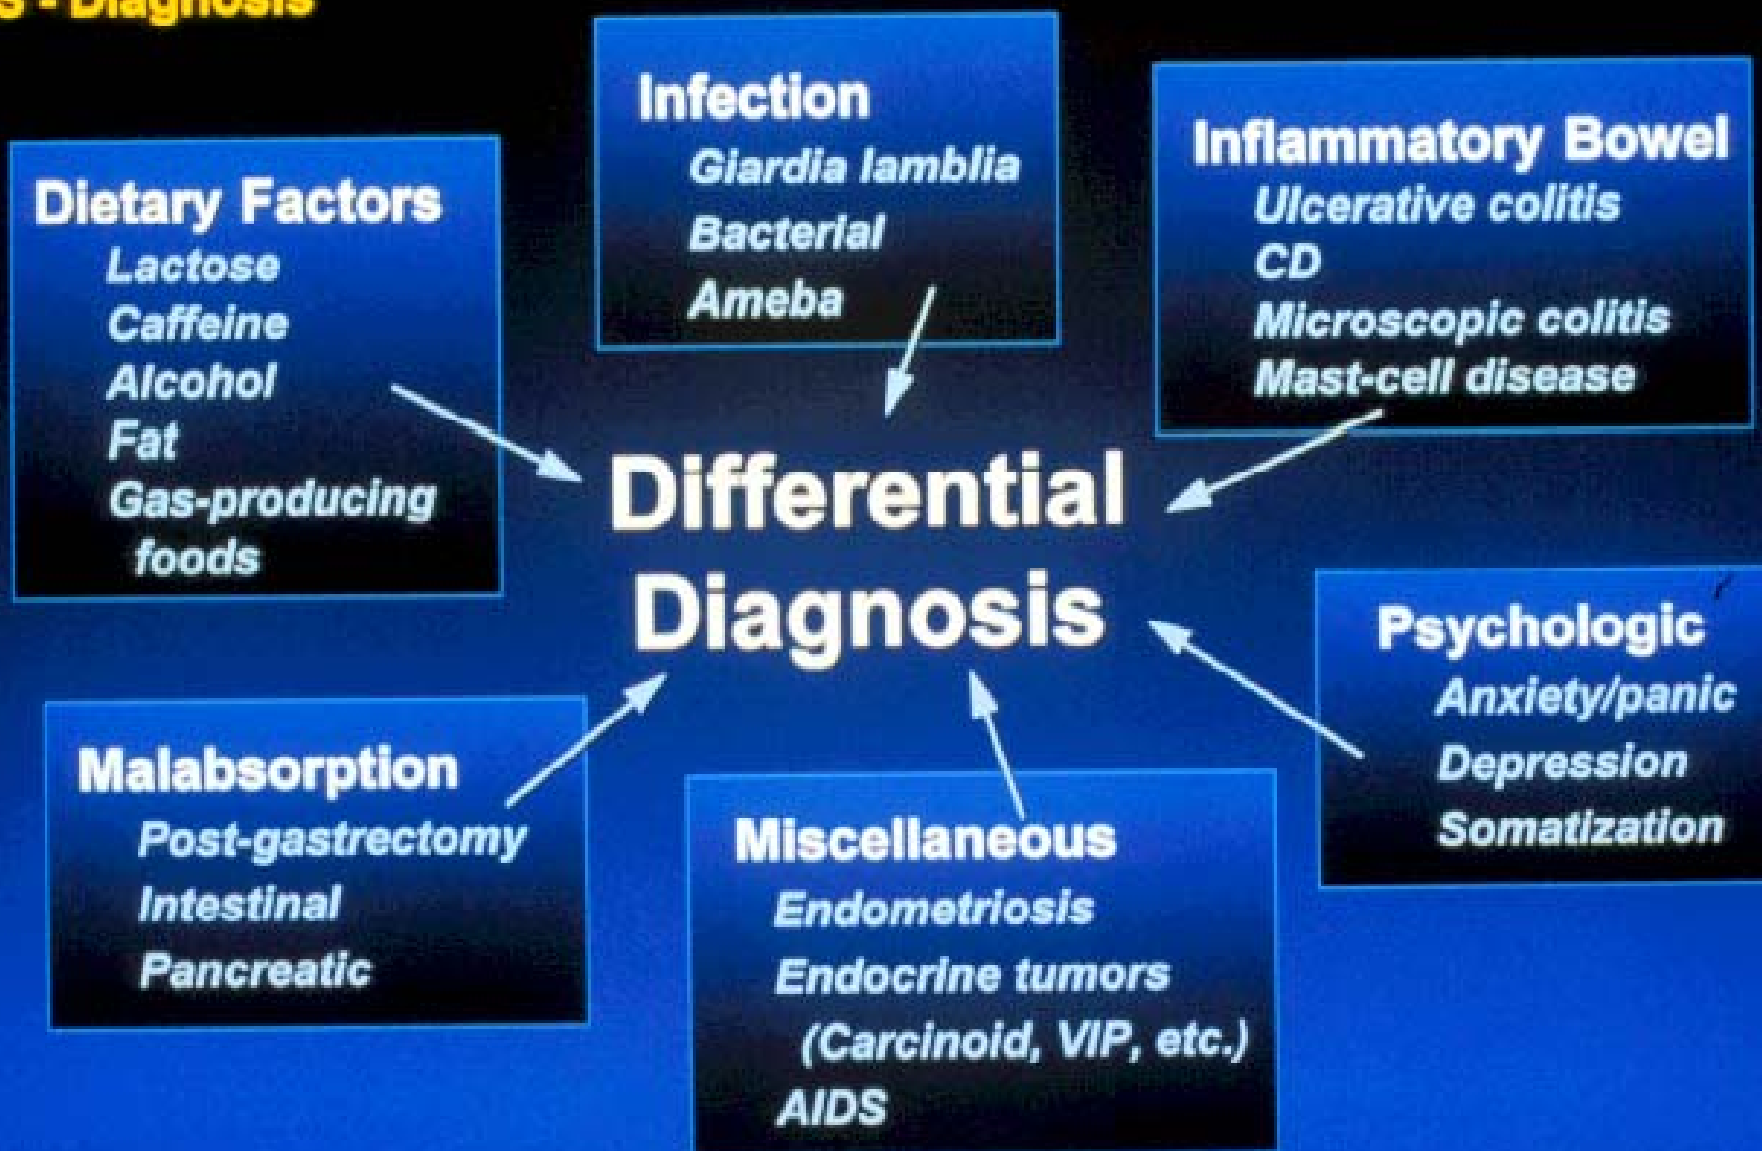 S - Diagnosis
Infection
Giardia lamblia
Bacterial
Ameba
Inflammatory Bowel
Ulcerative colitis
CD
Microscopic colitis
Mast-cell disease
Dietary Factors
Lactose
Caffeine
Alcohol
Fat
Gas-producing
foods
Differential
Diagnosis
Psychologic
Anxiety/panic
Depression
Somatization
Malabsorption
Post-gastrectomy
Intestinal
Pancreatic
Miscellaneous
Endometriosis
Endocrine tumors
(Carcinoid, VIP, etc.)
AIDS